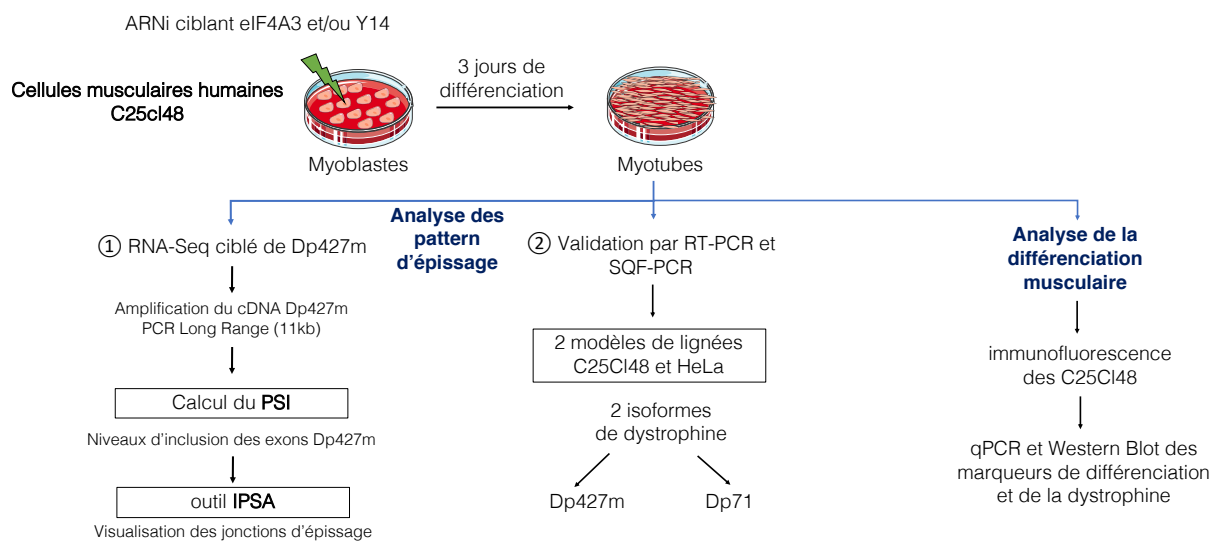 ARNi ciblant eIF4A3 et/ou Y14
Cellules musculaires humaines
C25cl48
3 jours de
différenciation
Myoblastes
Myotubes
Analyse des
pattern
d'épissage
① RNA-Seq ciblé de Dp427m
Amplification du cDNA Dp427m
PCR Long Range (11kb)
Calcul du PSI
Niveaux d'inclusion des exons Dp427m
outil IPSA
Visualisation des jonctions d'épissage
② Validation par RT-PCR et
SQF-PCR
2 modèles de lignées
C25Cl48 et HeLa
2 isoformes
de dystrophine
Dp427m
Dp71
Analyse de la
différenciation
musculaire
immunofluorescence
des C25Cl48
qPCR et Western Blot des
marqueurs de différenciation
et de la dystrophine